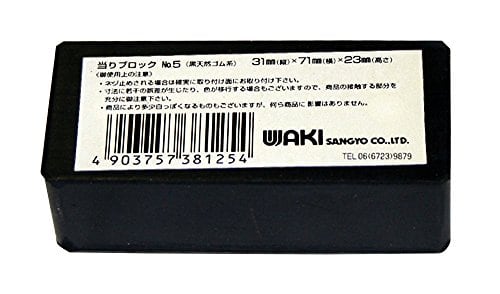 当りブロック No.5 (黒天然ゴム系) 31㎜(縦)×71㎜(横)×23㎜(高さ)
〈御使用上の注意〉
・ネジ止めされる場合は確実に取り付け面にお取り付け下さい。
・寸法に若干の誤差が生じたり、色が移行する場合もございますので、商品の接触する部分を
充分に御注意下さい。
・商品により多少白っぽくなるものもございますが、何ら商品に影響はありません。
WAKI SANGYO CO.,LTD.
4 903757 381254
TEL 06(6723)9879